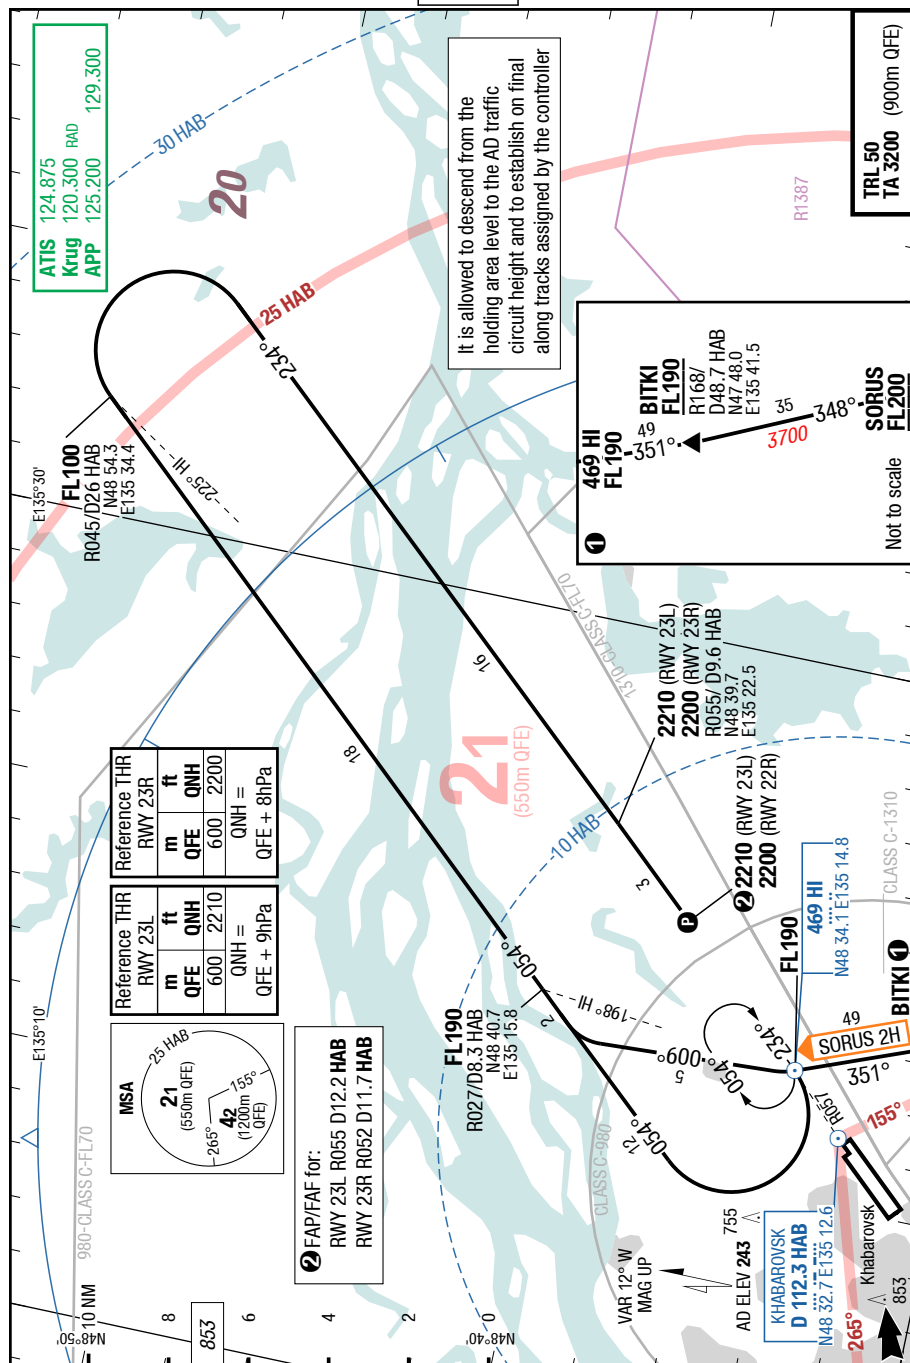 ATIS 124.875
Krug 120.300 RAD
APP 125.200 129.300
30 HAB
20
25 HAB
It is allowed to descend from the
holding area level to the AD traffic
circuit height and to establish on final
along tracks assigned by the controller
TRL 50
TA 3200 (900m QFE)
R1387
E135°30'
FL100
R045/D26 HAB
N48 54.3
E135 34.4
225° HI
234°
1
469 HI
FL190
49
351°
BITKI
FL190
R168/
D48.7 HAB
N47 48.0
E135 41.5
35
3700
348°
SORUS
FL200
Not to scale
18
16
1310-CLASS C-FL70
2210 (RWY 23L)
2200 (RWY 23R)
R055/ D9.6 HAB
N48 39.7
E135 22.5
21
(550m QFE)
10 HAB
3
P
2 2210 (RWY 23L)
2200 (RWY 22R)
Reference THR
RWY 23R
m ft
QFE QNH
600 2200
QNH =
QFE + 8hPa
Reference THR
RWY 23L
m ft
QFE QNH
600 2210
QNH =
QFE + 9hPa
E135°10'
MSA
25 HAB
21
(550m QFE)
155°
265°
42
(1200m
QFE)
980-CLASS C-FL70
2 FAP/FAF for:
RWY 23L R055 D12.2 HAB
RWY 23R R052 D11.7 HAB
054°
FL190
R027/D8.3 HAB
N48 40.7
E135 15.8
2
198° HI
009°
5
12
054°
054°
234°
FL190
469 HI
N48 34.1 E135 14.8
CLASS C-1310
CLASS C-980
SORUS 2H
49
351°
BITKI 1
R057
155°
VAR 12° W
MAG UP
AD ELEV 243
755
KHABAROVSK
D 112.3 HAB
N48 32.7 E135 12.6
265°
Khabarovsk
853
N48°50'
10 NM
8
853
6
4
2
0
N48°40'